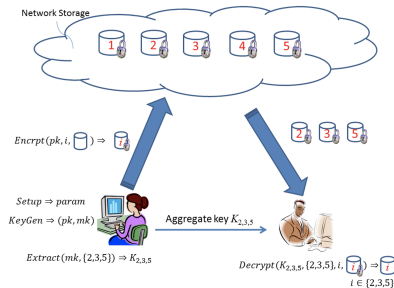 Network Storage
1 2 3 4 5
Encrpt(pk, i, ) ⇒ i
2 3 5
Setup ⇒ param
KeyGen ⇒ (pk, mk)
Aggregate key K₂,₃,₅
Extract(mk, {2,3,5}) ⇒ K₂,₃,₅
Decrypt(K₂,₃,₅, {2,3,5}, i, i ) ⇒ i
i ∈ {2,3,5}